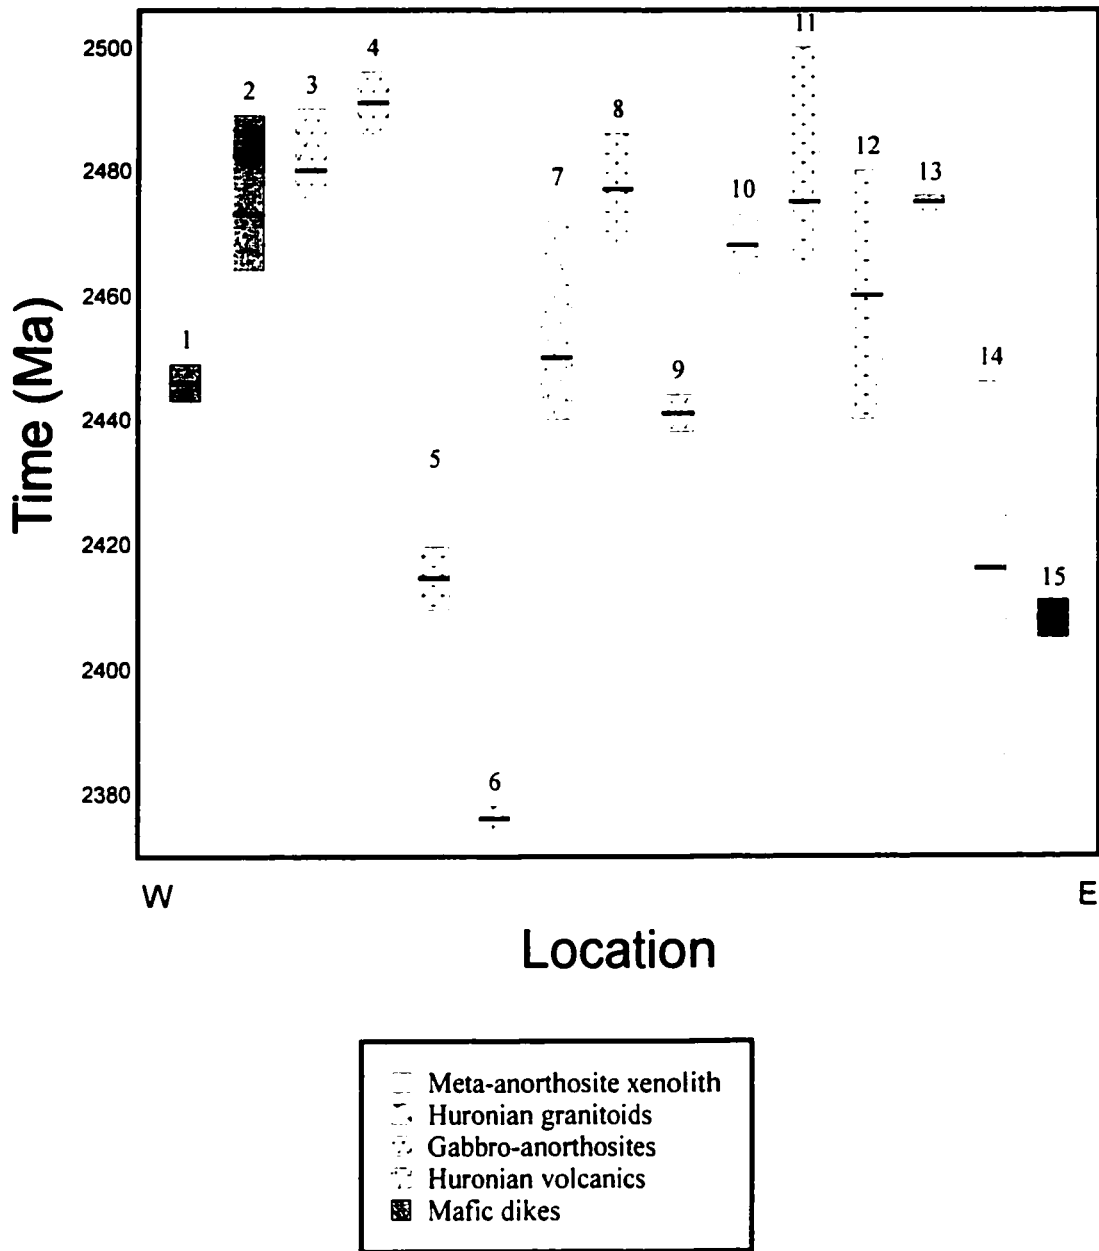 2500
2480
2460
2440
2420
2400
2380
Time (Ma)
1
2
3
4
5
6
7
8
9
10
11
12
13
14
15
W
E
Location
Meta-anorthosite xenolith
Huronian granitoids
Gabbro-anorthosites
Huronian volcanics
Mafic dikes